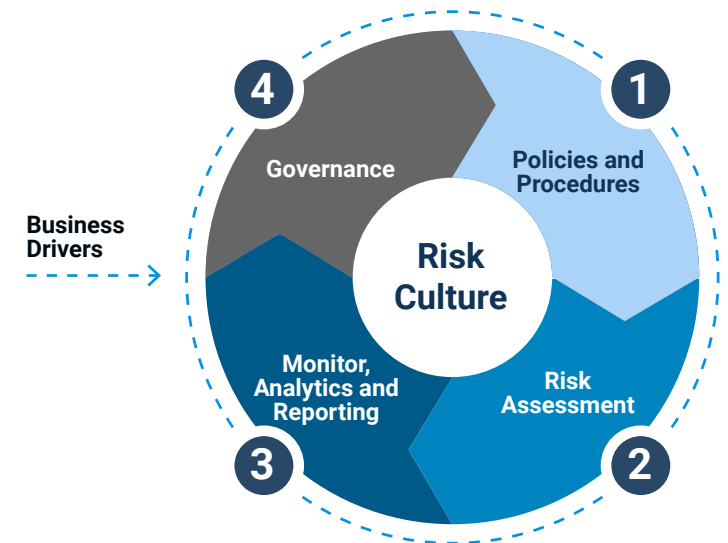 4
1
Governance
Policies and
Procedures
Business
Drivers
Risk
Culture
Monitor,
Analytics and
Reporting
Risk
Assessment
3
2